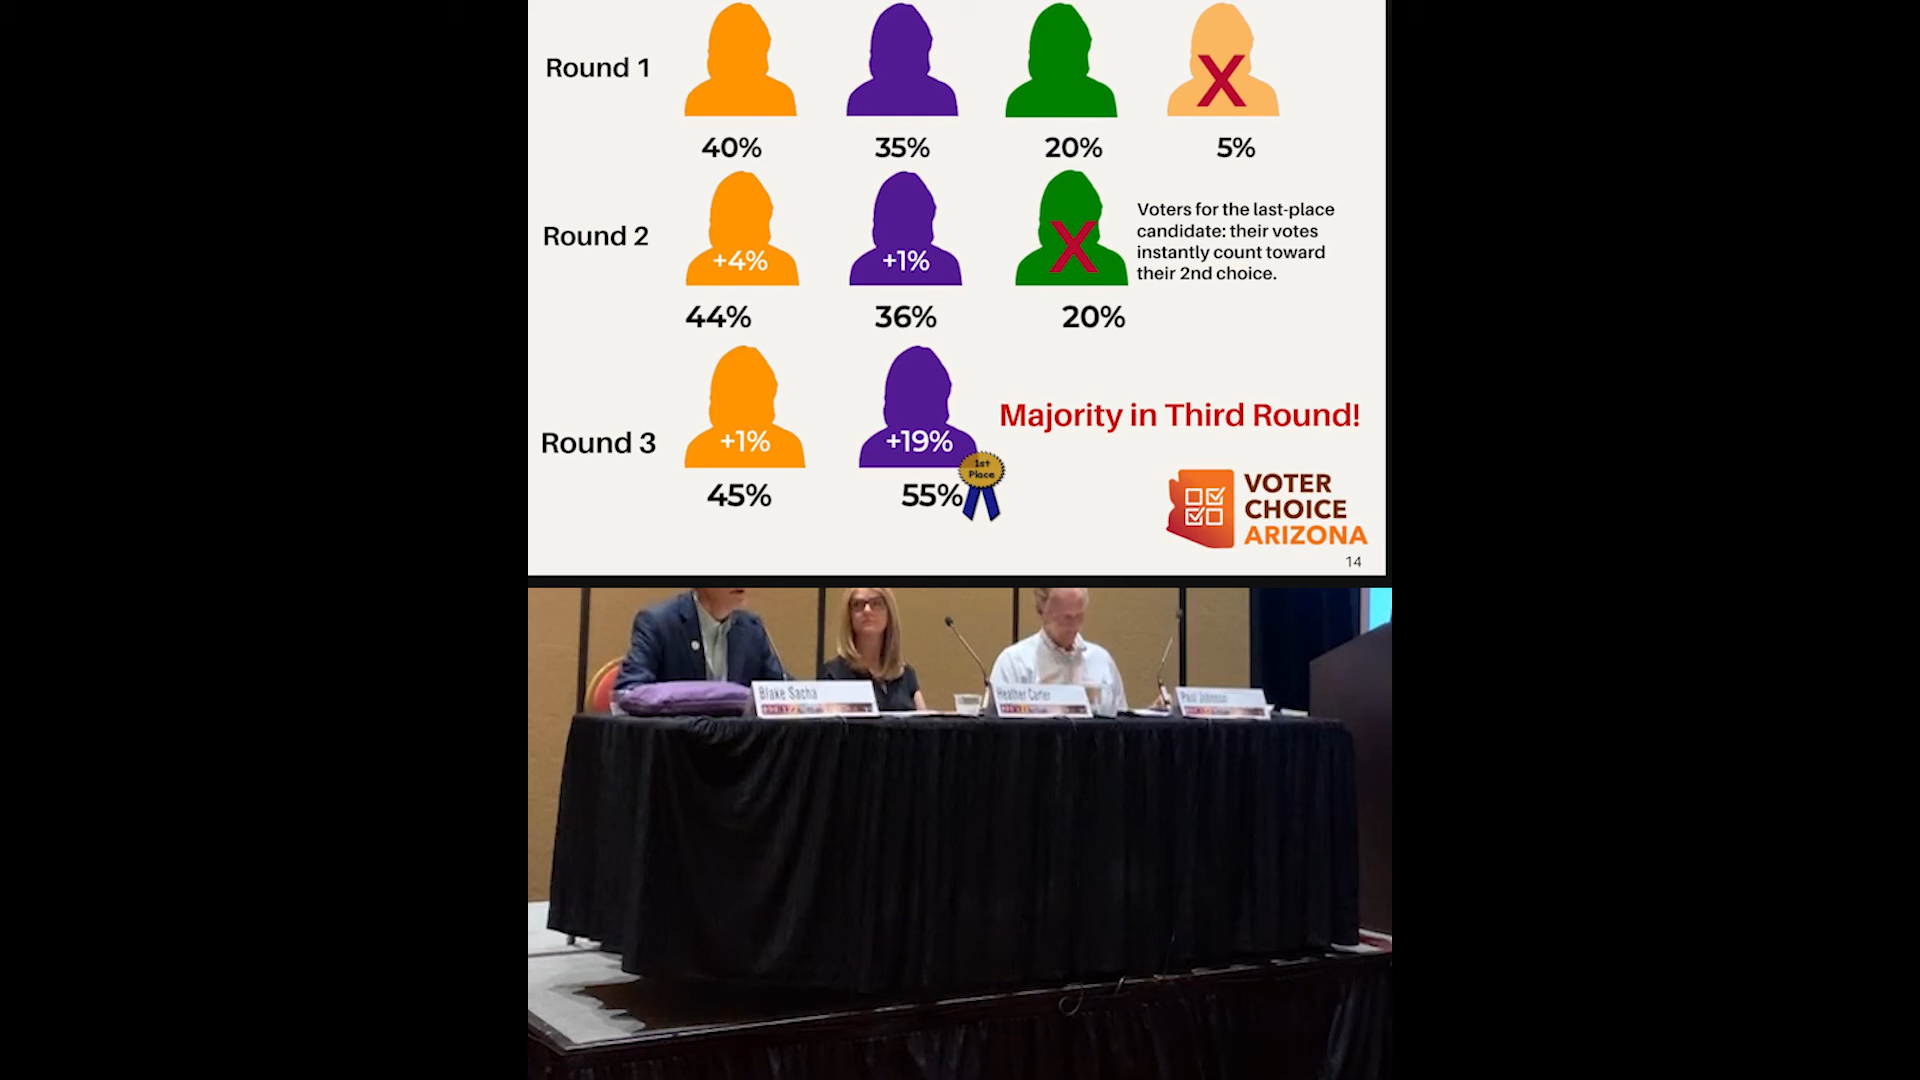 Round 1
X
40%
35%
20%
5%
Round 2
+4%
+1%
X
Voters for the last-place
candidate: their votes
instantly count toward
their 2nd choice.
44%
36%
20%
Round 3
+1%
+19%
Majority in Third Round!
1st
Place
45%
55%
VOTER
CHOICE
ARIZONA
14
Blake Sacha
Heather Carter
Paul Johnson